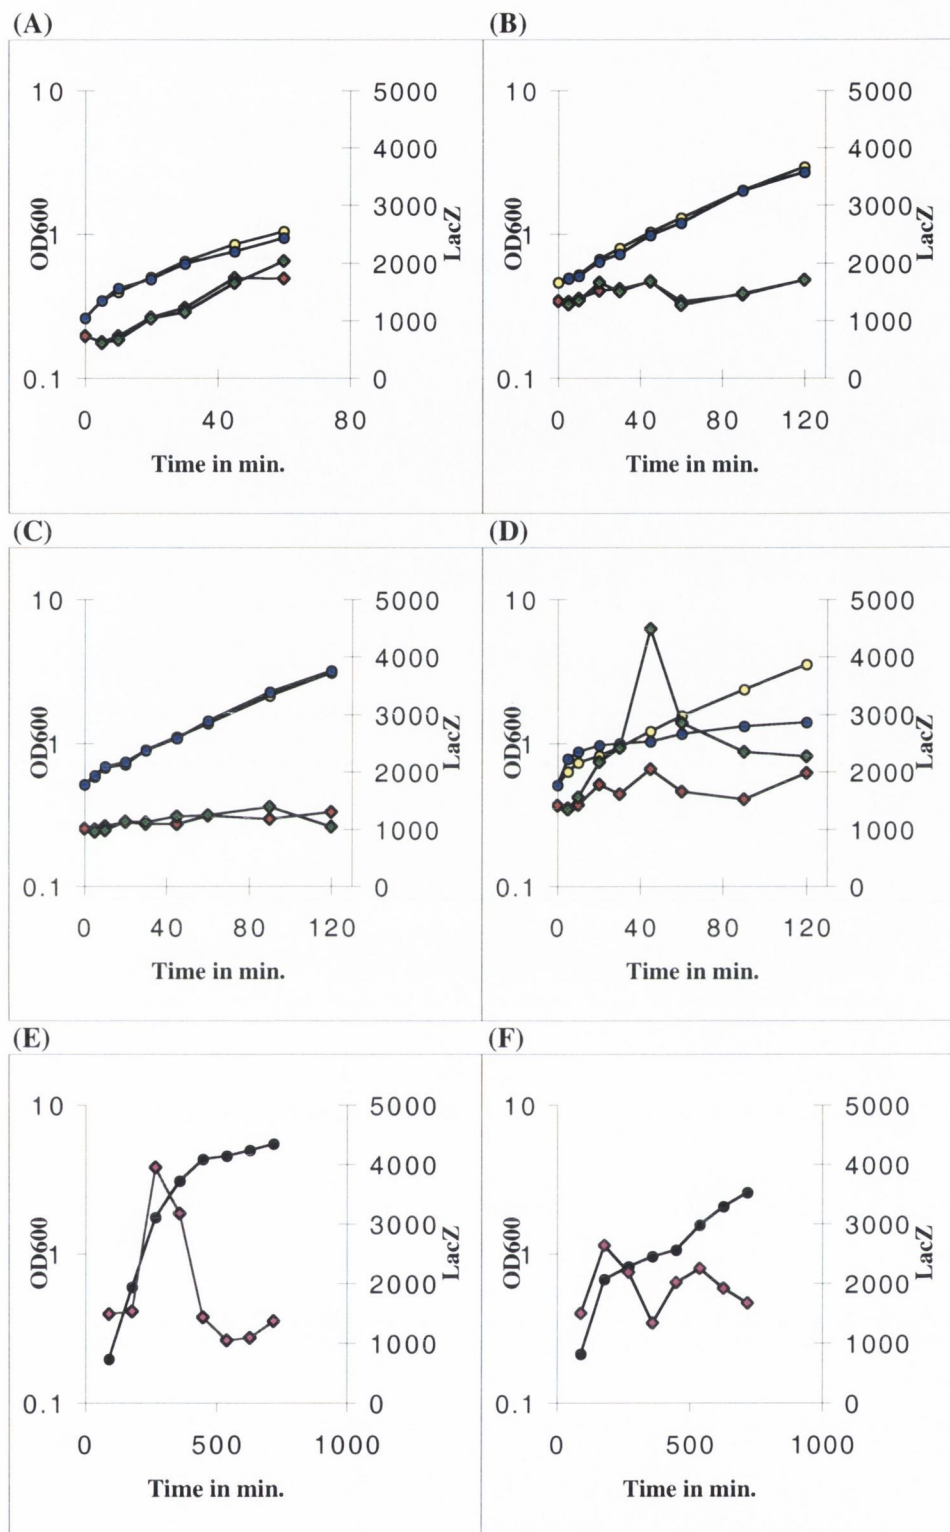 (A) (B)
10 5000 10 5000
4000 4000
3000 3000
OD600 1 LacZ OD600 1 LacZ
2000 2000
1000 1000
0.1 0 0.1 0
0 40 80 0 40 80 120
Time in min. Time in min.
(C) (D)
10 5000 10 5000
4000 4000
3000 3000
OD600 1 LacZ OD600 1 LacZ
2000 2000
1000 1000
0.1 0 0.1 0
0 40 80 120 0 40 80 120
Time in min. Time in min.
(E) (F)
10 5000 10 5000
4000 4000
3000 3000
OD600 1 LacZ OD600 1 LacZ
2000 2000
1000 1000
0.1 0 0.1 0
0 500 1000 0 500 1000
Time in min. Time in min.